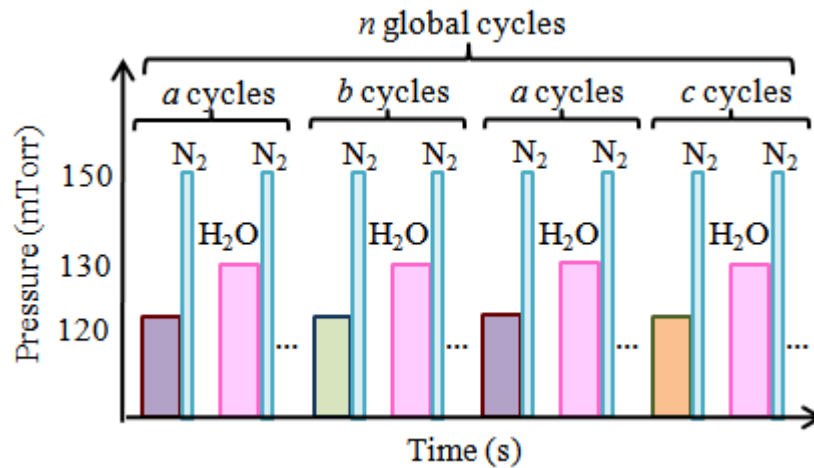 n global cycles
a cycles b cycles a cycles c cycles
N₂ N₂ N₂ N₂ N₂ N₂ N₂ N₂
150
H₂O H₂O H₂O H₂O
130
120
... ... ... ...
Pressure (mTorr)
Time (s)